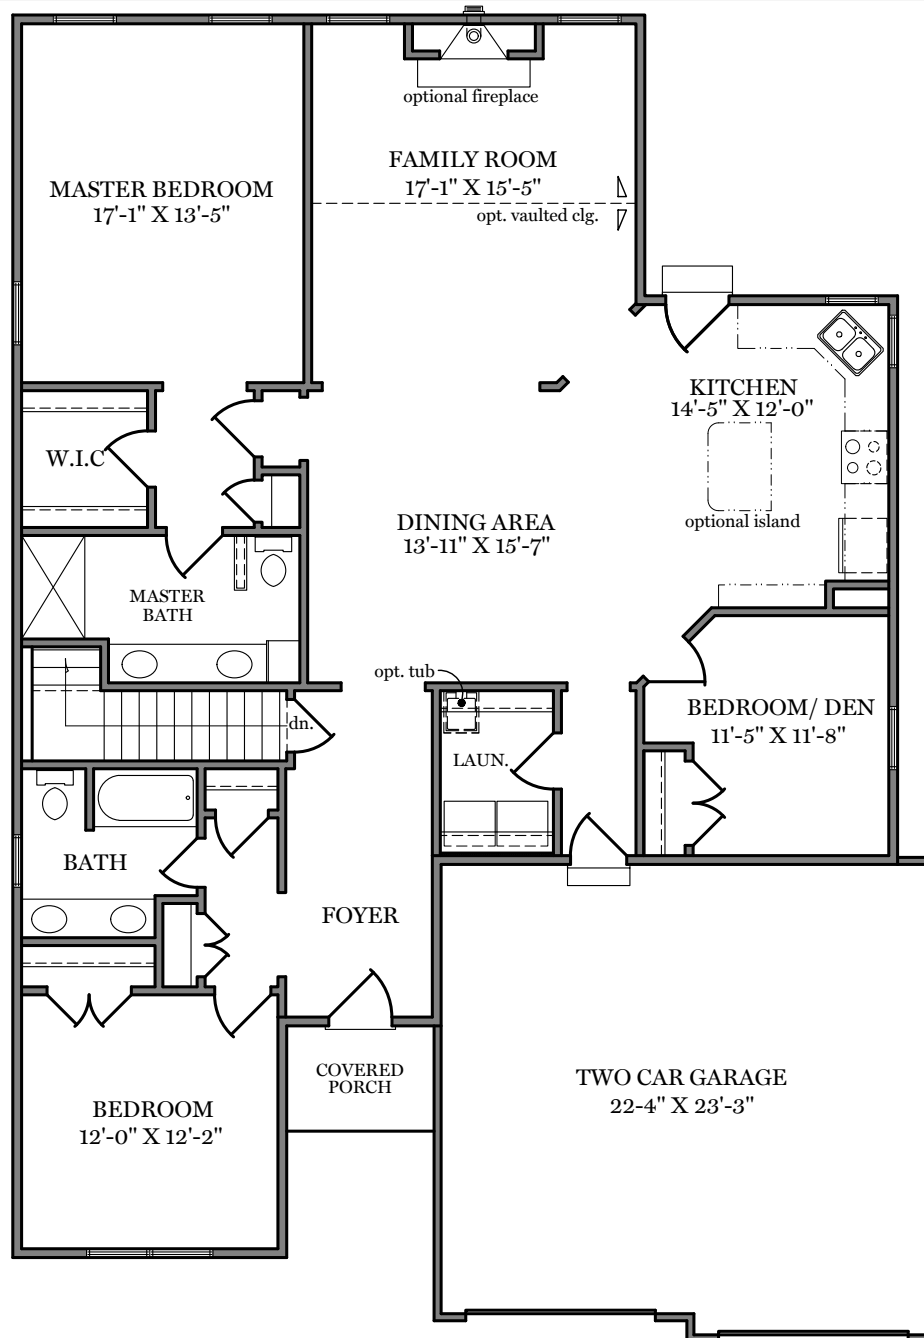 optional fireplace
FAMILY ROOM
17'-1" X 15'-5"
opt. vaulted clg.
MASTER BEDROOM
17'-1" X 13'-5"
KITCHEN
14'-5" X 12'-0"
optional island
W.I.C
DINING AREA
13'-11" X 15'-7"
MASTER
BATH
opt. tub
dn.
LAUN.
BEDROOM/ DEN
11'-5" X 11'-8"
BATH
FOYER
COVERED
PORCH
TWO CAR GARAGE
22-4" X 23'-3"
BEDROOM
12'-0" X 12'-2"